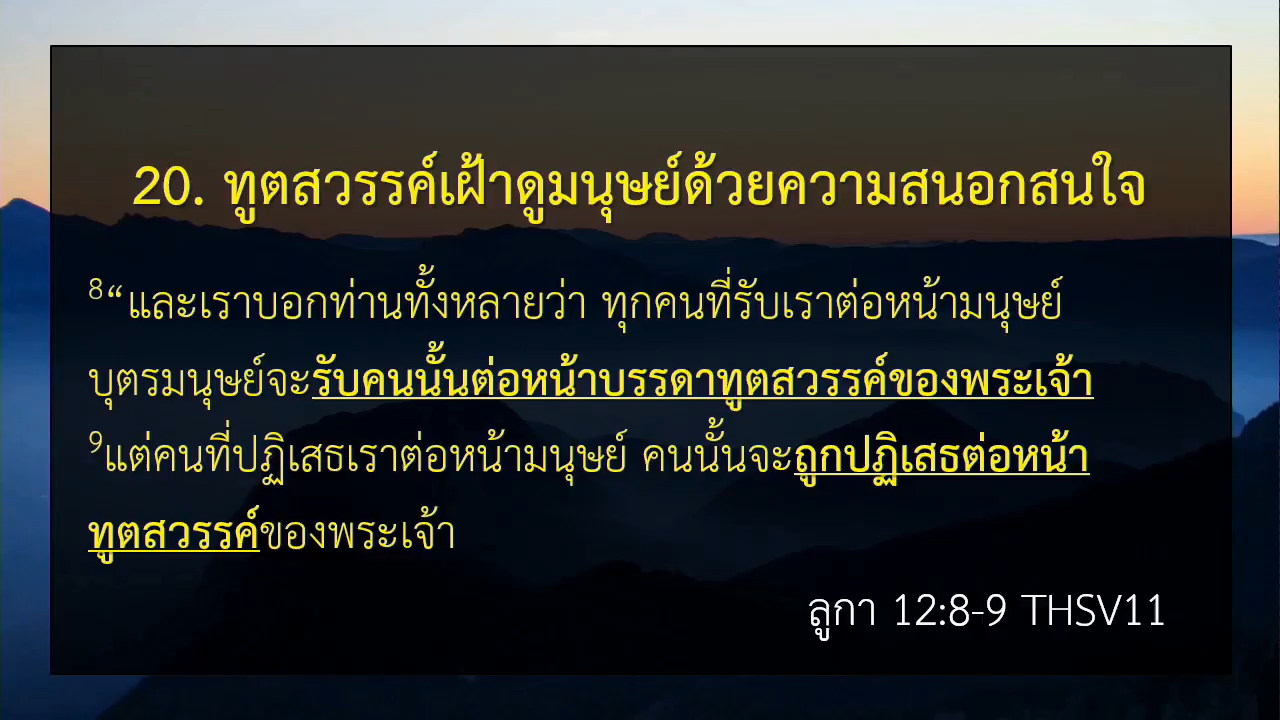 20. ทูตสวรรค์เฝ้าดูมนุษย์ด้วยความสนอกสนใจ
8“และเราบอกท่านทั้งหลายว่า ทุกคนที่รับเราต่อหน้ามนุษย์
บุตรมนุษย์จะรับคนนั้นต่อหน้าบรรดาทูตสวรรค์ของพระเจ้า
9แต่คนที่ปฏิเสธเราต่อหน้ามนุษย์ คนนั้นจะถูกปฏิเสธต่อหน้า
ทูตสวรรค์ของพระเจ้า
ลูกา 12:8-9 THSV11